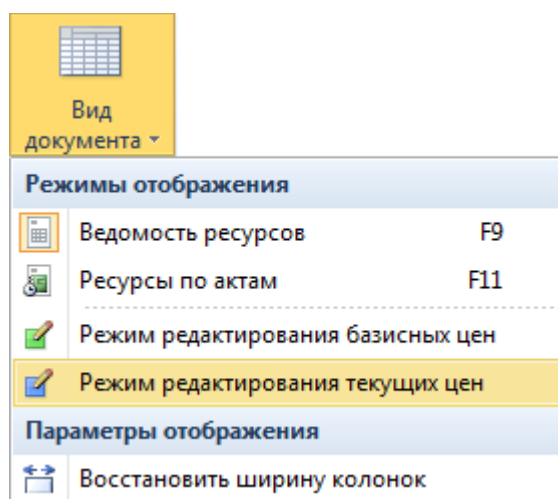 Вид
документа
Режимы отображения
Ведомость ресурсов F9
Ресурсы по актам F11
Режим редактирования базисных цен
Режим редактирования текущих цен
Параметры отображения
Восстановить ширину колонок